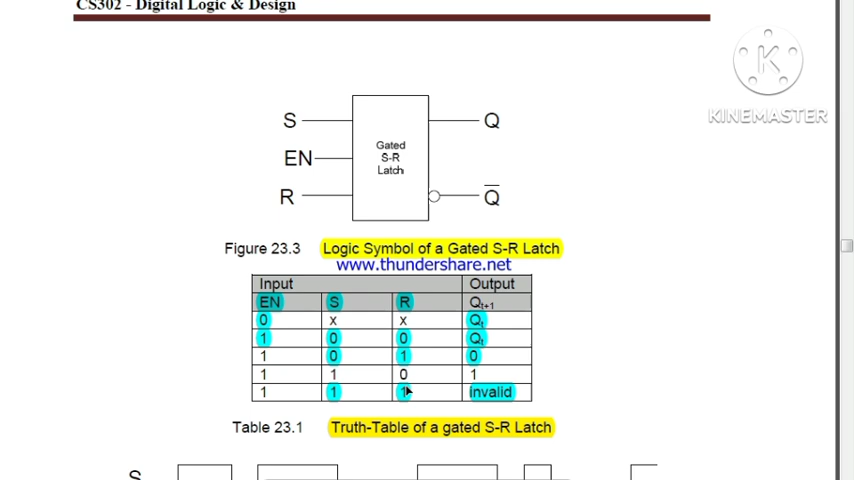 CS302 - Digital Logic & Design
K
KINEMASTER
S
Q
EN
Gated
S-R
Latch
R
Q
Figure 23.3 Logic Symbol of a Gated S-R Latch
www.thundershare.net
Input Output
EN S R Qt+1
0 x x Qt
1 0 0 Qt
1 0 1 0
1 1 0 1
1 1 1 invalid
Table 23.1 Truth-Table of a gated S-R Latch
S